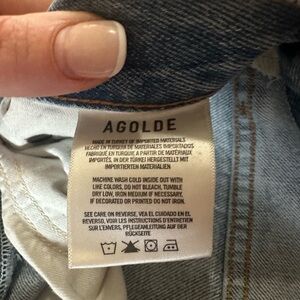 AGOLDE
MADE IN TURKEY OF IMPORTED MATERIALS
HECHO EN TURQUIA DE MATERIALES IMPORTADOS
FABRIQUÉ EN TURQUIE A PARTIR DE MATÉRIAUX
IMPORTÉS. IN DER TÜRKEI HERGESTELLT MIT
IMPORTIERTEN MATERIALIEN
MACHINE WASH COLD INSIDE OUT WITH
LIKE COLORS, DO NOT BLEACH, TUMBLE
DRY LOW, IRON MEDIUM IF NECESSARY.
IF DECORATED OR PRINTED DO NOT IRON.
SEE CARE ON REVERSE, VEA EL CUIDADO EN EL
REVERSO, VOIR LES INSTRUCTIONS D'ENTRETIEN
SUR L'ENVERS, PFLEGEANLEITUNG AUF DER
RÜCKSEITE